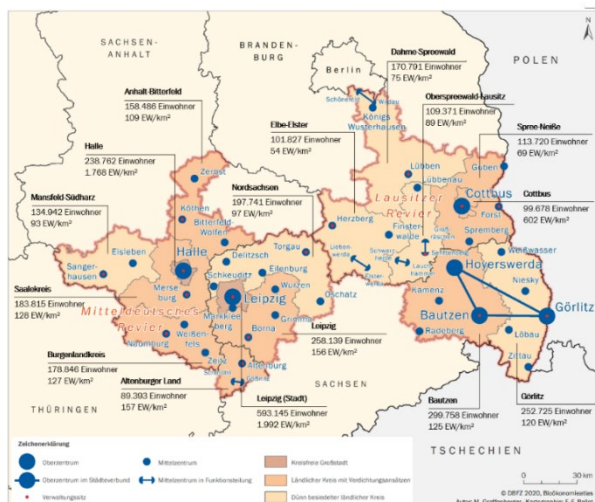 SACHSEN-
ANHALT
BRANDEN-
BURG
Berlin
POLEN
Dahme-Spreewald
170.791 Einwohner
75 EW/km²
Anhalt-Bitterfeld
158.486 Einwohner
109 EW/km²
Oberspreewald-Lausitz
109.371 Einwohner
89 EW/km²
Elbe-Elster
101.827 Einwohner
54 EW/km²
Spree-Neiße
113.720 Einwohner
69 EW/km²
Halle
238.762 Einwohner
1.768 EW/km²
Nordsachsen
197.741 Einwohner
97 EW/km²
Cottbus
99.678 Einwohner
602 EW/km²
Mansfeld-Südharz
134.942 Einwohner
93 EW/km²
Saalekreis
183.815 Einwohner
128 EW/km²
Burgenlandkreis
178.846 Einwohner
127 EW/km²
Altenburger Land
89.393 Einwohner
157 EW/km²
Leipzig (Stadt)
593.145 Einwohner
1.992 EW/km²
Leipzig
258.139 Einwohner
156 EW/km²
Bautzen
299.758 Einwohner
125 EW/km²
Görlitz
252.725 Einwohner
120 EW/km²
Königs
Wusterhausen
Lübben
Lübbenau
Guben
Cottbus
Forst
Spremberg
Lausitzer
Revier
Herzberg
Finster-
walde
Weißwasser
Hoyerswerda
Niesky
Görlitz
Kamenz
Bautzen
Radeberg
Löbau
Zittau
Zerbst
Köthen
Bitterfeld-
Wolfen
Eisleben
Sanger-
hausen
Halle
Delitzsch
Torgau
Schkeuditz
Eilenburg
Merse
burg
Leipzig
Wurzen
Oschatz
Mitteldeutsches
Revier
Markklee
berg
Grimma
Weißen-
fels
Borna
Naumburg
Zeitz
Altenburg
THÜRINGEN
SACHSEN
TSCHECHIEN
Zeichenerklärung
Oberzentrum
Oberzentrum im Städteverbund
Verwaltungssitz
Mittelzentrum
Mittelzentrum in Funktionsteilung
Kreisfreie Großstadt
Ländlicher Kreis mit Verdichtungsansätzen
Dünn besiedelter ländlicher Kreis
0 30 km
© DBFZ 2020, Bioökonomieatlas